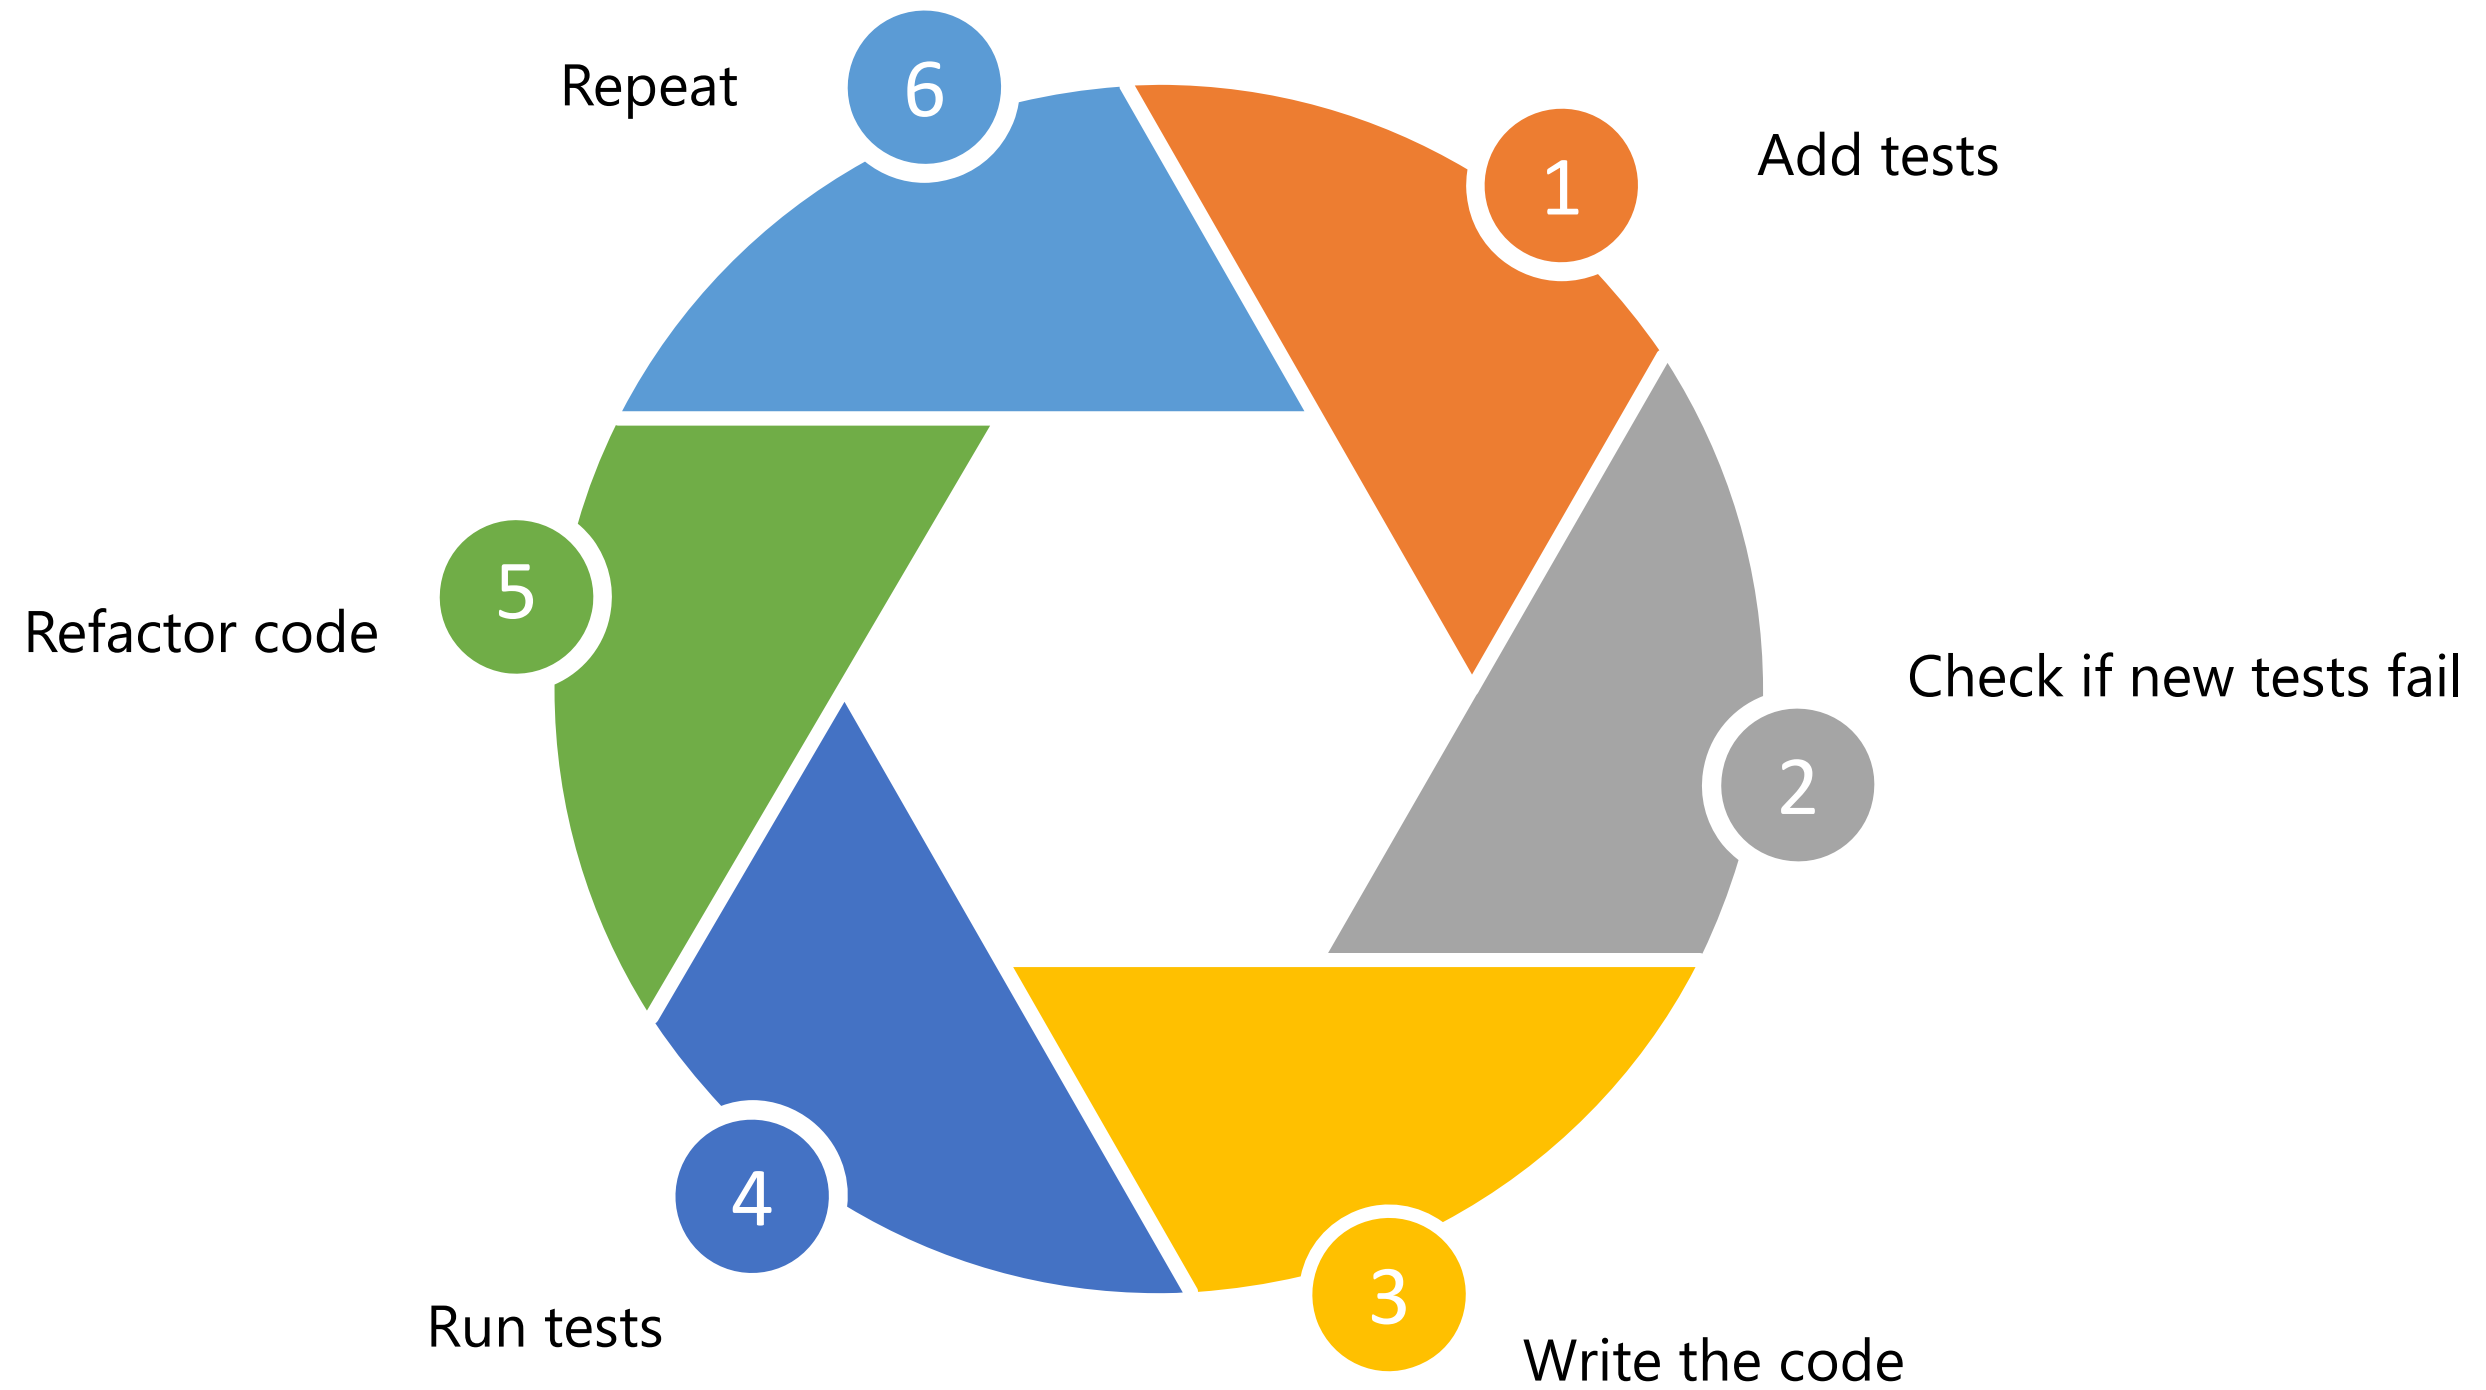 6
Repeat
1
Add tests
5
Refactor code
Check if new tests fail
2
4
3
Run tests
Write the code